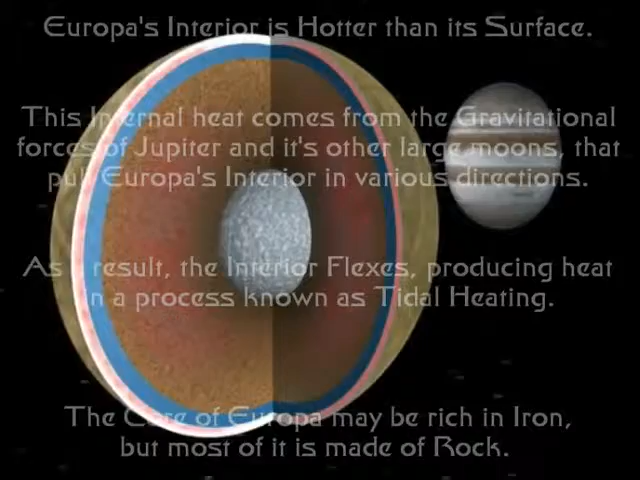 Europa's Interior is Hotter than its Surface.
This Internal heat comes from the Gravitational
forces of Jupiter and it's other large moons, that
pull Europa's Interior in various directions.
As a result, the Interior Flexes, producing heat
in a process known as Tidal Heating.
The Core of Europa may be rich in Iron,
but most of it is made of Rock.